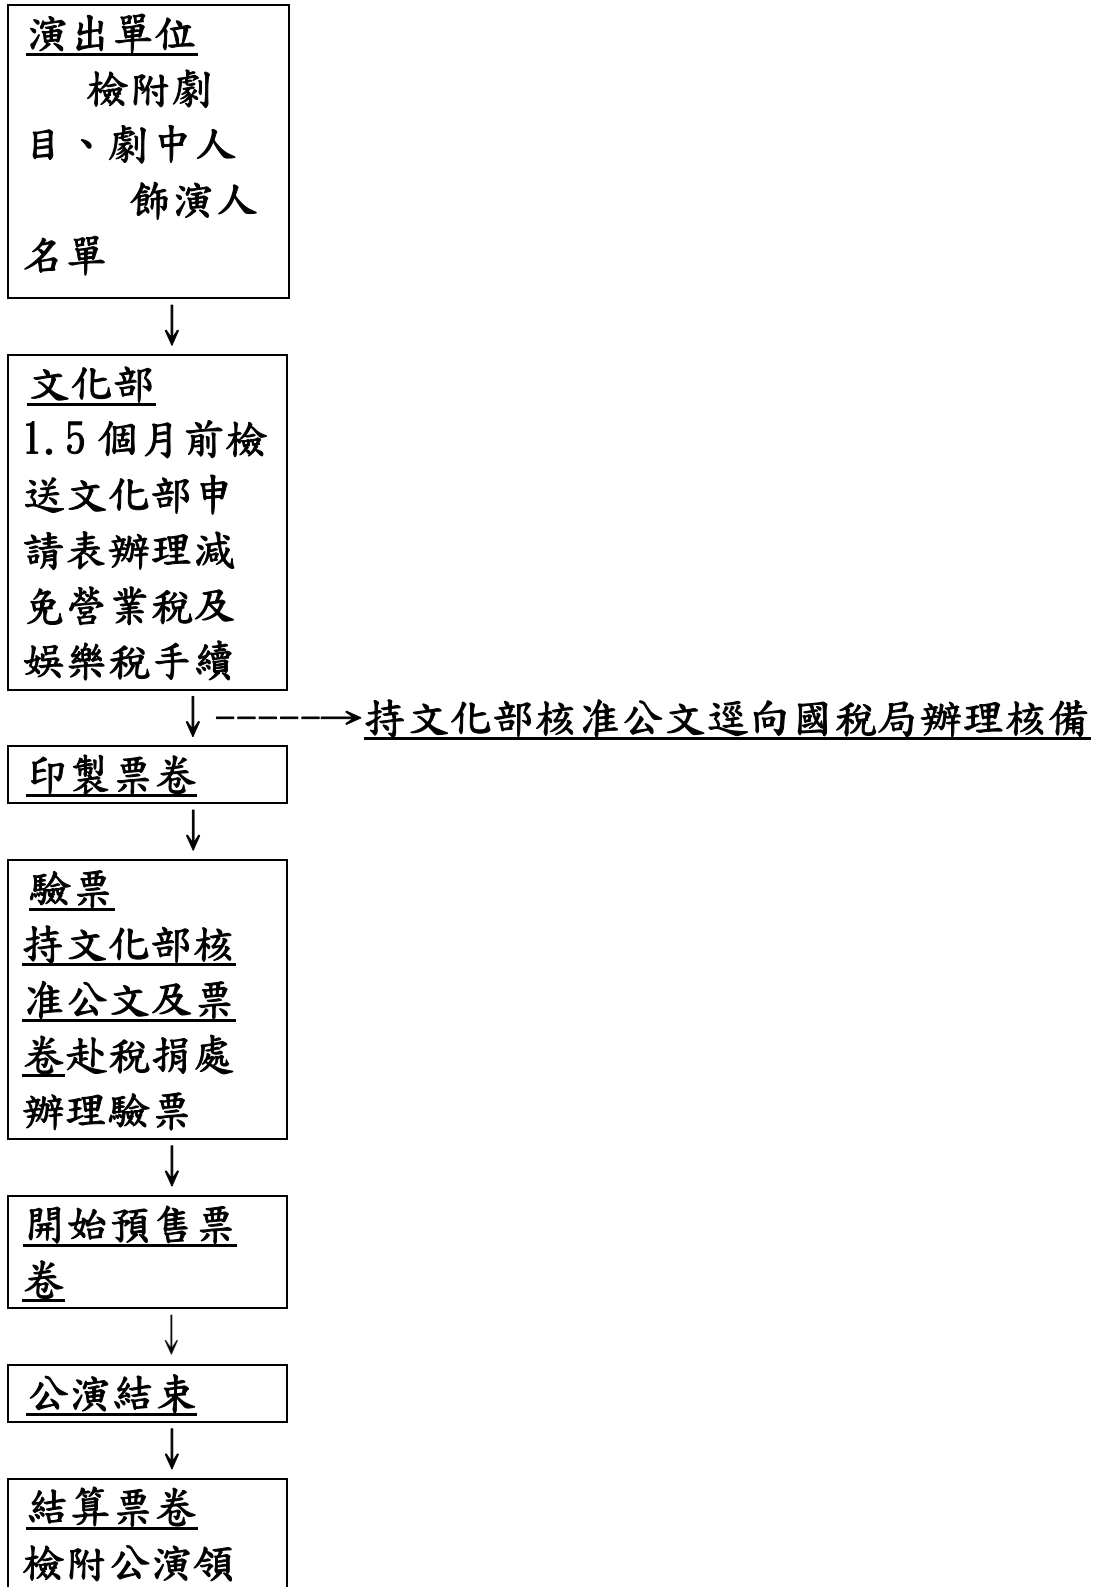 演出單位
檢附劇
目、劇中人
飾演人
名單
文化部
1.5個月前檢
送文化部申
請表辦理減
免營業稅及
娛樂稅手續
持文化部核准公文逕向國稅局辦理核備
印製票卷
驗票
持文化部核
准公文及票
卷赴稅捐處
辦理驗票
開始預售票
卷
公演結束
結算票卷
檢附公演領